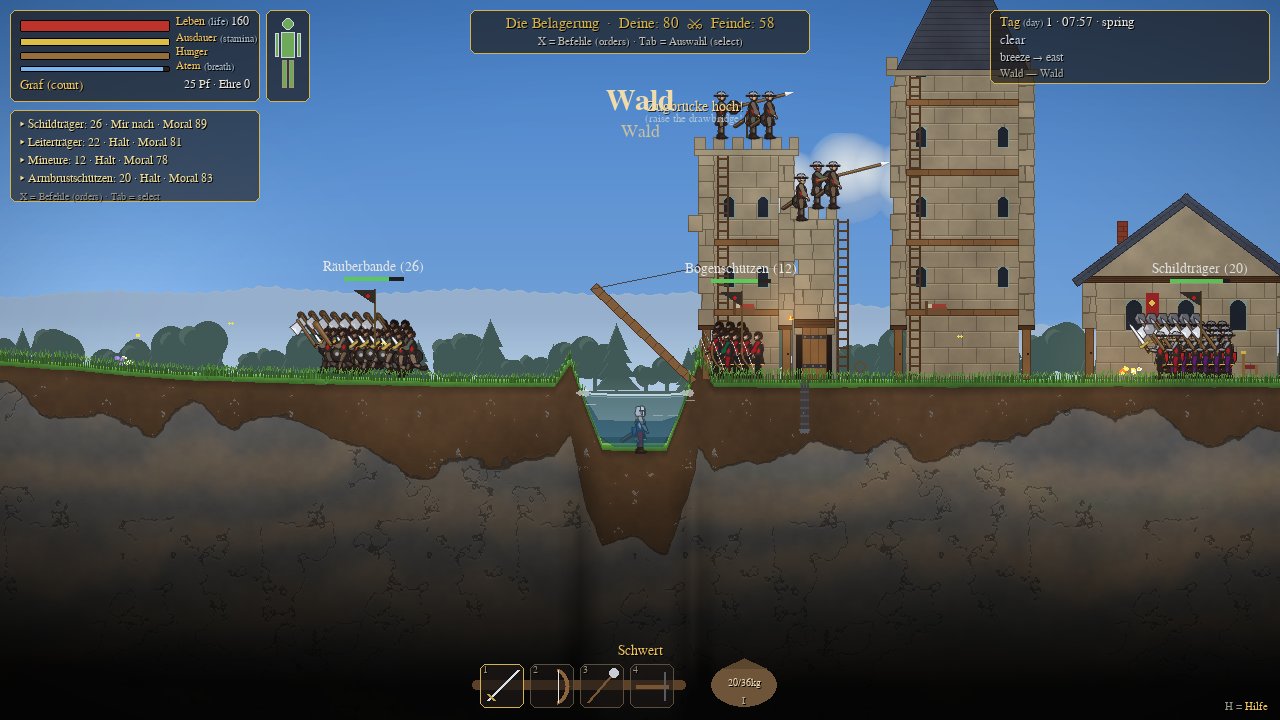 Leben (life) 160
Ausdauer (stamina)
Hunger
Atem (breath)
Graf (count) 25 Pf · Ehre 0
▸ Schildträger: 26 · Mir nach · Moral 89
▸ Leiterträger: 22 · Halt · Moral 81
▸ Mineure: 12 · Halt · Moral 78
▸ Armbrustschützen: 20 · Halt · Moral 83
X = Befehle (orders) · Tab = select
Die Belagerung · Deine: 80 ⚔ Feinde: 58
X = Befehle (orders) · Tab = Auswahl (select)
Tag (day) 1 · 07:57 · spring
clear
breeze → east
Wald — Wald
Wald
Zugbrücke hoch!
(raise the drawbridge)
Wald
Räuberbande (26)
Bogenschützen (12)
Schildträger (20)
Schwert
1 2 3 4
20/36kg
I
H = Hilfe